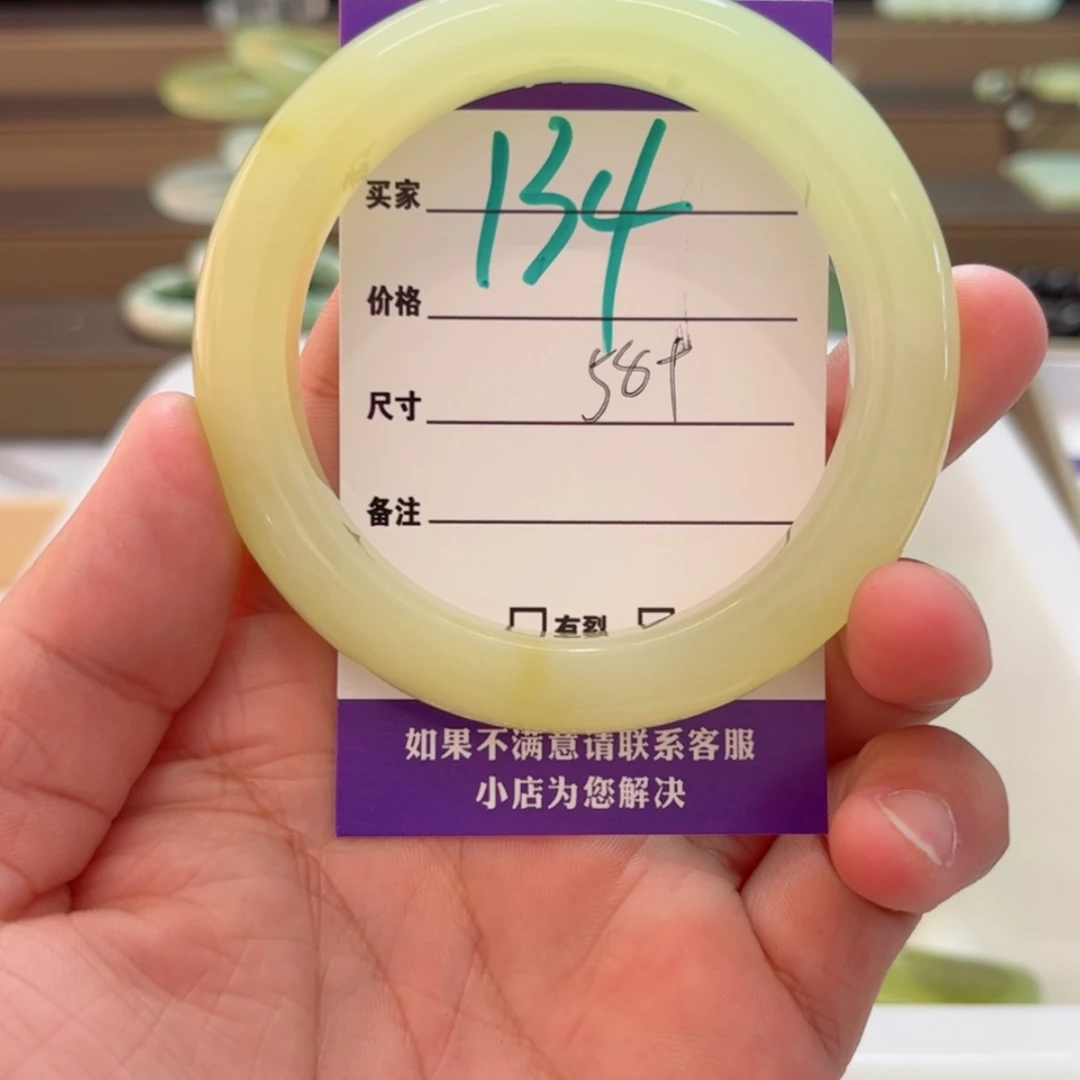 134
买家
价格
尺寸 58+
备注
有裂
如果不满意请联系客服
小店为您解决